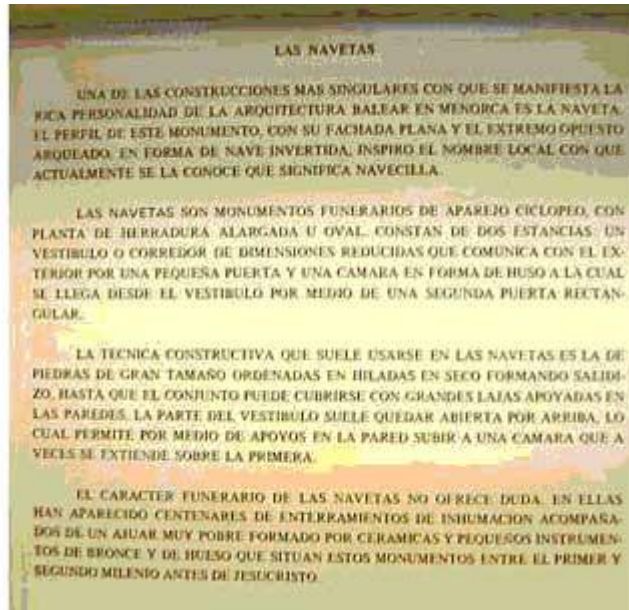 LAS NAVETAS
UNA DE LAS CONSTRUCCIONES MAS SINGULARES CON QUE SE MANIFIESTA LA
RICA PERSONALIDAD DE LA ARQUITECTURA BALEAR EN MENORCA ES LA NAVETA.
EL PERFIL DE ESTE MONUMENTO, CON SU FACHADA PLANA Y EL EXTREMO OPUESTO
ARQUEADO, EN FORMA DE NAVE INVERTIDA, INSPIRO EL NOMBRE LOCAL CON QUE
ACTUALMENTE SE LA CONOCE QUE SIGNIFICA NAVECILLA.
LAS NAVETAS SON MONUMENTOS FUNERARIOS DE APAREJO CICLOPEO, CON
PLANTA DE HERRADURA ALARGADA U OVAL. CONSTAN DE DOS ESTANCIAS: UN
VESTIBULO O CORREDOR DE DIMENSIONES REDUCIDAS QUE COMUNICA CON EL EX-
TERIOR POR UNA PEQUEÑA PUERTA Y UNA CAMARA EN FORMA DE HUSO A LA CUAL
SE LLEGA DESDE EL VESTIBULO POR MEDIO DE UNA SEGUNDA PUERTA RECTAN-
GULAR.
LA TECNICA CONSTRUCTIVA QUE SUELE USARSE EN LAS NAVETAS ES LA DE
PIEDRAS DE GRAN TAMAÑO ORDENADAS EN HILADAS EN SECO FORMANDO SALIDI-
ZO, HASTA QUE EL CONJUNTO PUEDE CUBRIRSE CON GRANDES LAJAS APOYADAS EN
LAS PAREDES. LA PARTE DEL VESTIBULO SUELE QUEDAR ABIERTA POR ARRIBA, LO
CUAL PERMITE POR MEDIO DE APOYOS EN LA PARED SUBIR A UNA CAMARA QUE A
VECES SE EXTIENDE SOBRE LA PRIMERA.
EL CARACTER FUNERARIO DE LAS NAVETAS NO OFRECE DUDA. EN ELLAS
HAN APARECIDO CENTENARES DE ENTERRAMIENTOS DE INHUMACION ACOMPAÑA-
DOS DE UN AJUAR MUY POBRE FORMADO POR CERAMICAS Y PEQUEÑOS INSTRUMEN-
TOS DE BRONCE Y DE HUESO QUE SITUAN ESTOS MONUMENTOS ENTRE EL PRIMER Y
SEGUNDO MILENIO ANTES DE JESUCRISTO.